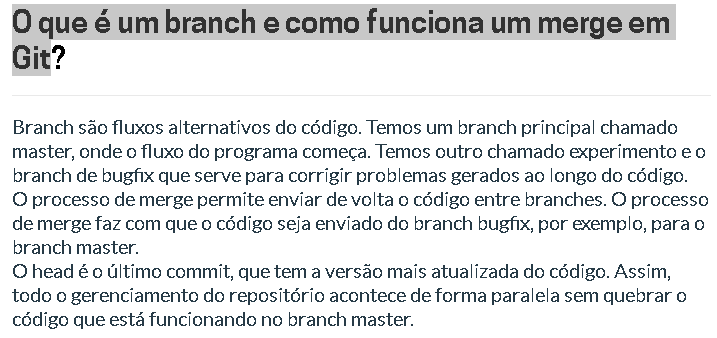 O que é um branch e como funciona um merge em
Git?
Branch são fluxos alternativos do código. Temos um branch principal chamado
master, onde o fluxo do programa começa. Temos outro chamado experimento e o
branch de bugfix que serve para corrigir problemas gerados ao longo do código.
O processo de merge permite enviar de volta o código entre branches. O processo
de merge faz com que o código seja enviado do branch bugfix, por exemplo, para o
branch master.
O head é o último commit, que tem a versão mais atualizada do código. Assim,
todo o gerenciamento do repositório acontece de forma paralela sem quebrar o
código que está funcionando no branch master.